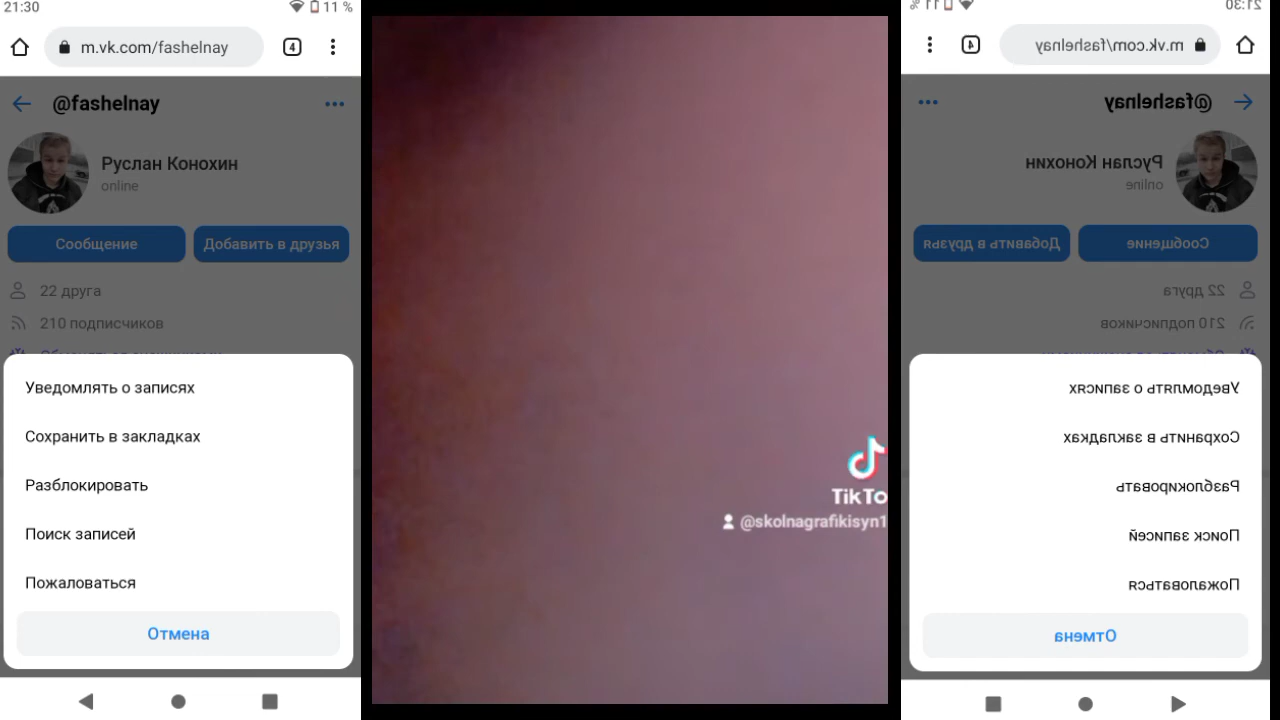 21:30
11 %
m.vk.com/fashelnay
4
@fashelnay
Руслан Конохин
online
Сообщение
Добавить в друзья
22 друга
210 подписчиков
Уведомлять о записях
Сохранить в закладках
Разблокировать
Поиск записей
Пожаловаться
Отмена
TikTo
@skolnagrafikisyn1
21:30
11 %
m.vk.com/fashelnay
4
@fashelnay
Руслан Конохин
online
Сообщение
Добавить в друзья
22 друга
210 подписчиков
Уведомлять о записях
Сохранить в закладках
Разблокировать
Поиск записей
Пожаловаться
Отмена